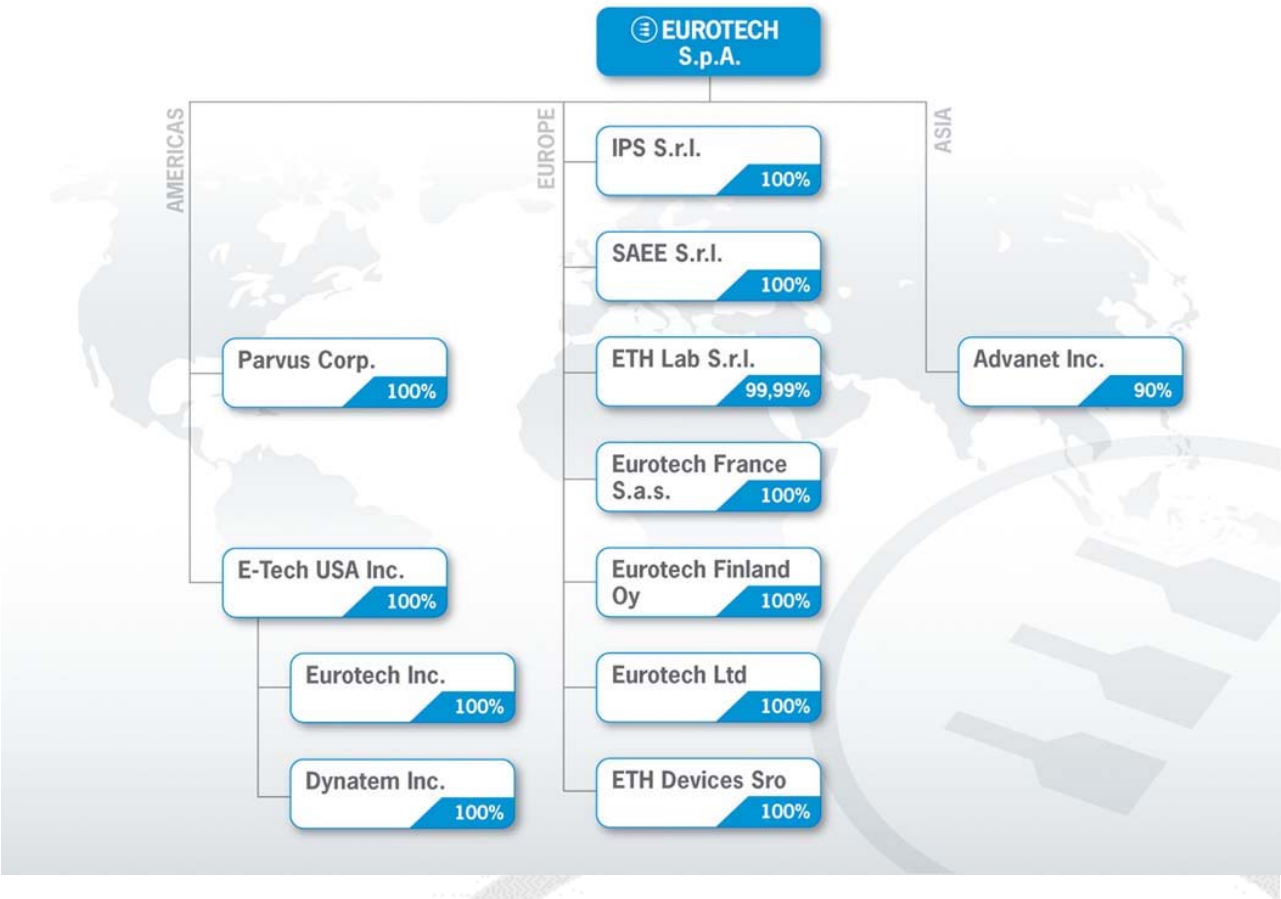 EUROTECH
S.p.A.
AMERICAS
Parvus Corp.
100%
E-Tech USA Inc.
100%
Eurotech Inc.
100%
Dynatem Inc.
100%
EUROPE
IPS S.r.l.
100%
SAEE S.r.l.
100%
ETH Lab S.r.l.
99,99%
Eurotech France
S.a.s.
100%
Eurotech Finland
Oy
100%
Eurotech Ltd
100%
ETH Devices Sro
100%
ASIA
Advanet Inc.
90%